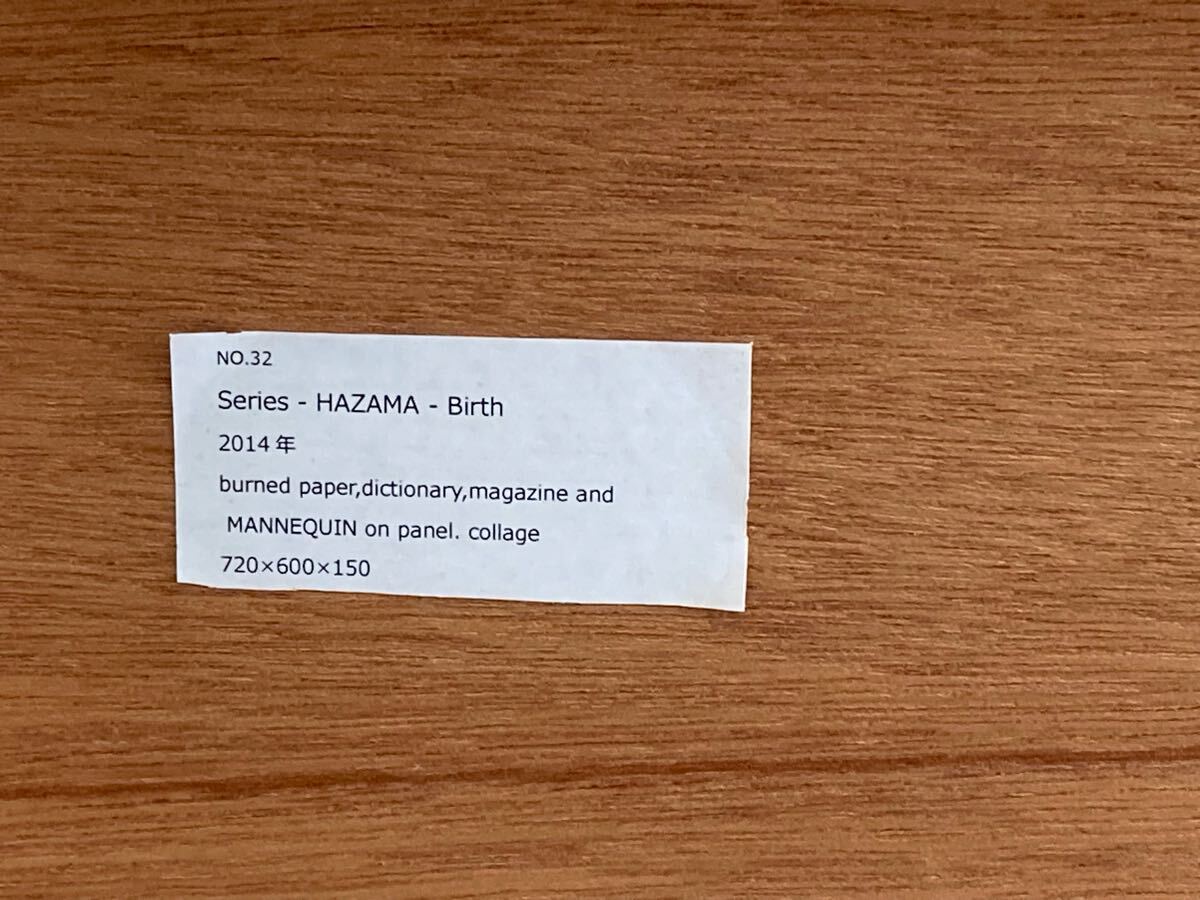 NO.32
Series - HAZAMA - Birth
2014年
burned paper,dictionary,magazine and
MANNEQUIN on panel. collage
720×600×150